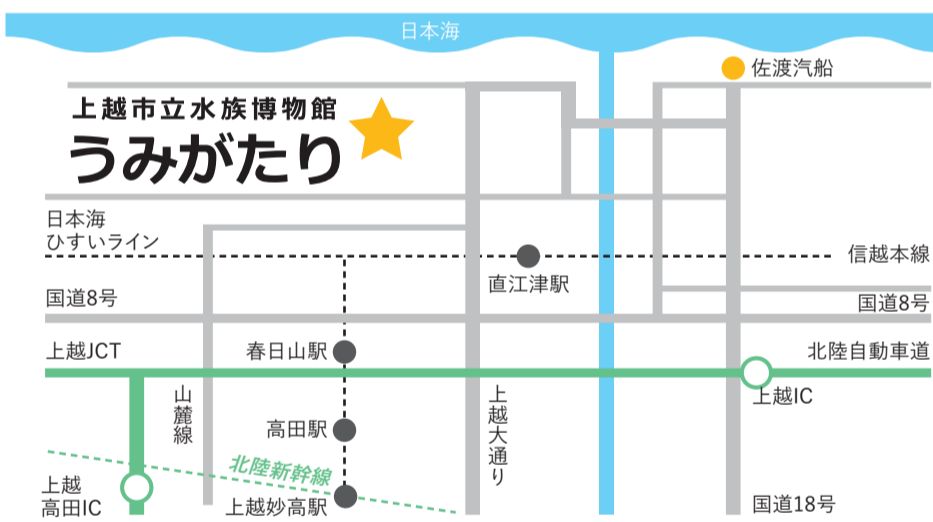 日本海
佐渡汽船
上越市立水族博物館
うみがたり
日本海
ひすいライン
信越本線
直江津駅
国道8号
国道8号
上越JCT
春日山駅
北陸自動車道
上越IC
山麓線
上越大通り
高田駅
北陸新幹線
上越
高田IC
上越妙高駅
国道18号